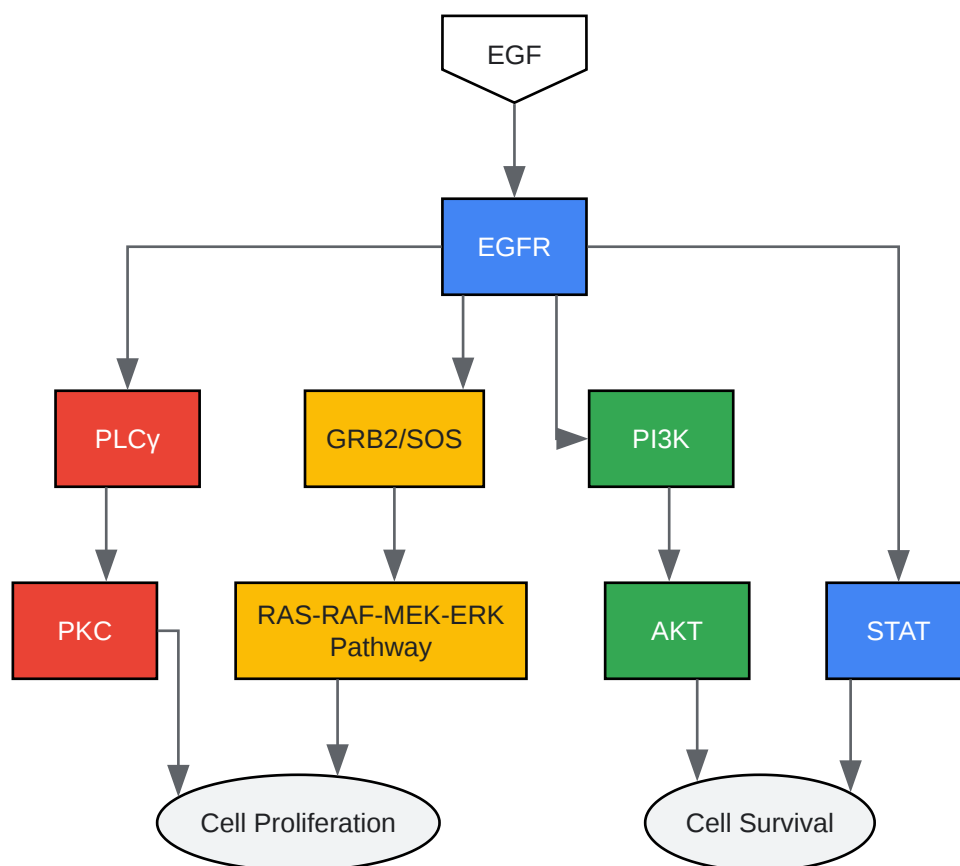 EGF
EGFR
PLCγ
GRB2/SOS
PI3K
PKC
RAS-RAF-MEK-ERK
Pathway
AKT
STAT
Cell Proliferation
Cell Survival